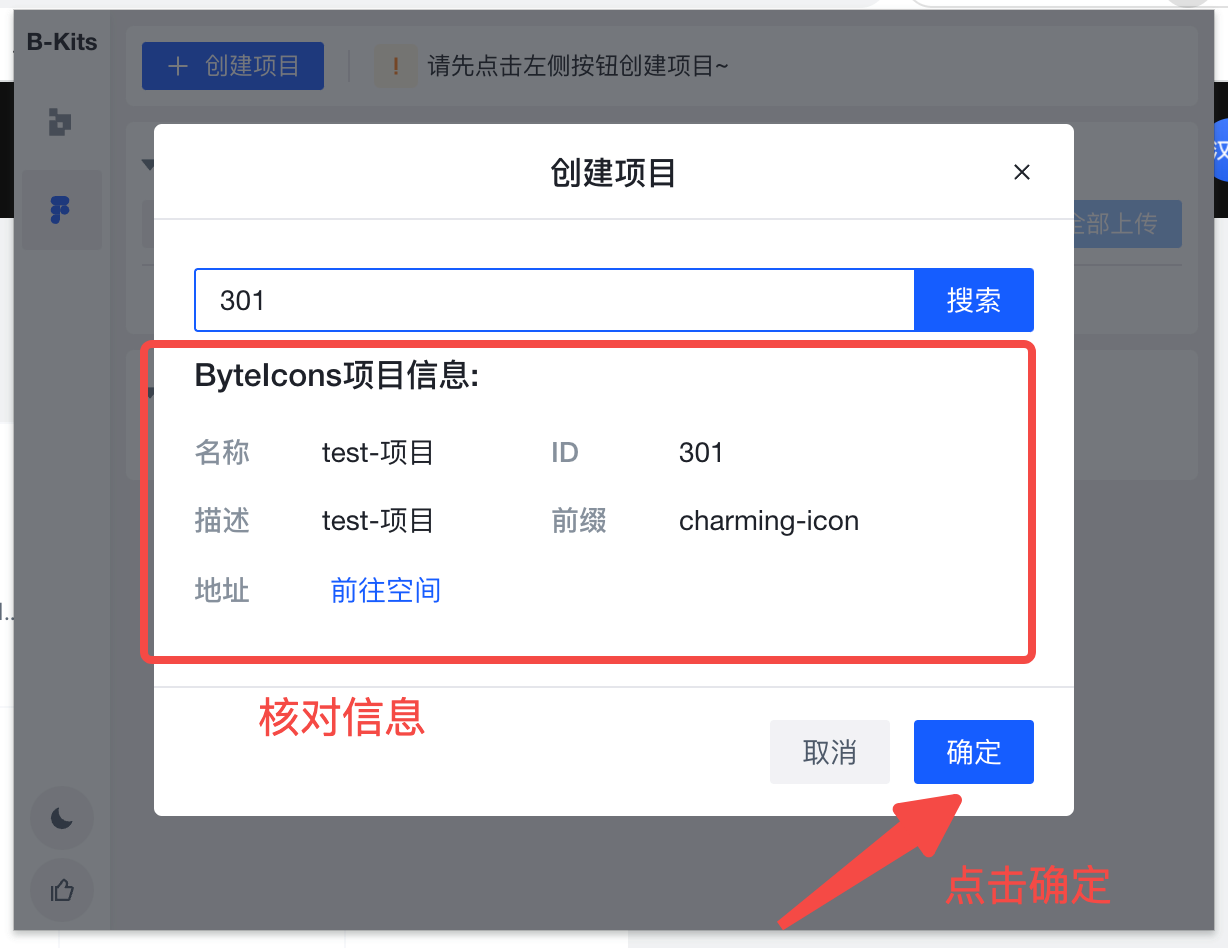 B-Kits
创建项目
! 请先点击左侧按钮创建项目~
创建项目
全部上传
301
搜索
ByteIcons项目信息:
名称 test-项目 ID 301
描述 test-项目 前缀 charming-icon
地址 前往空间
核对信息
取消 确定
点击确定